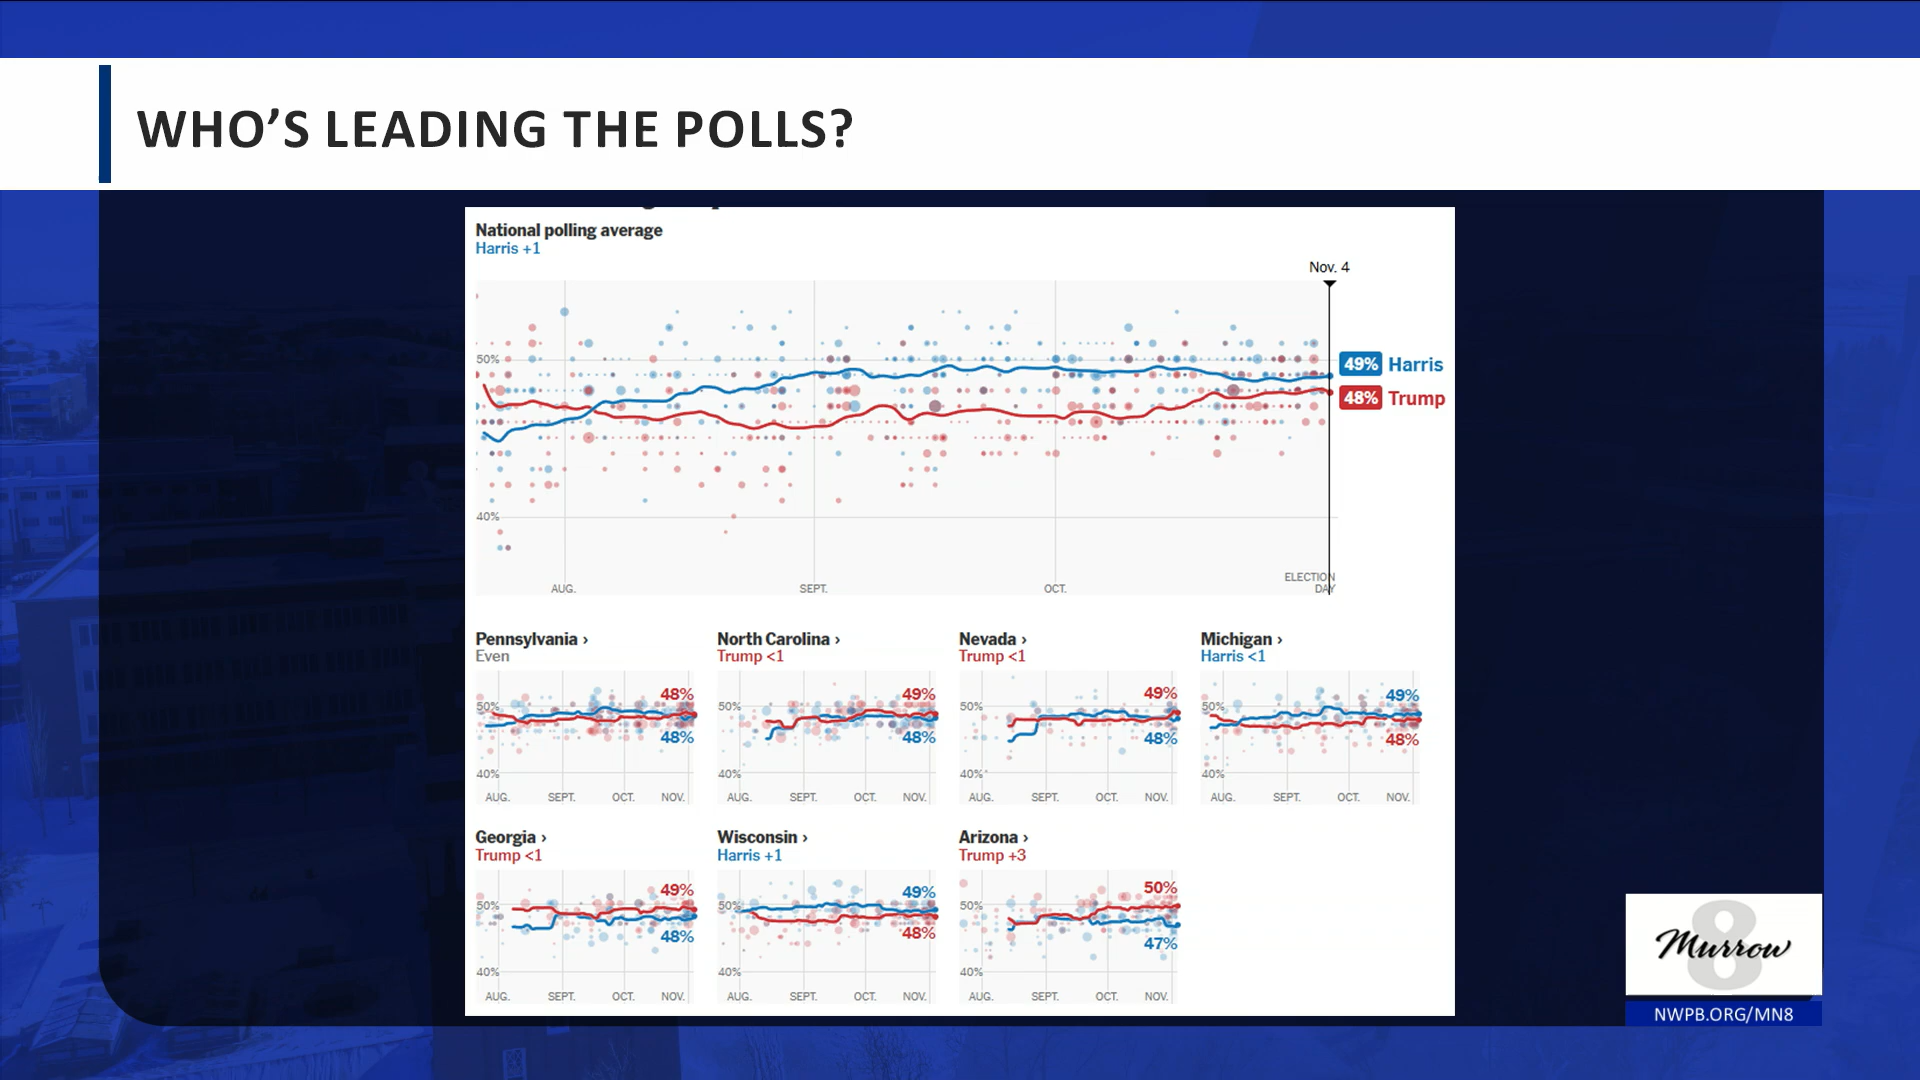 WHO'S LEADING THE POLLS?
National polling average
Harris +1
Nov. 4
50%
49% Harris
48% Trump
40%
ELECTION
DAY
AUG. SEPT. OCT.
Pennsylvania › North Carolina › Nevada › Michigan ›
Even Trump <1 Trump <1 Harris <1
50% 48% 50% 49% 50% 49% 50% 49%
48% 48% 48% 48%
40% 40% 40% 40%
AUG. SEPT. OCT. NOV. AUG. SEPT. OCT. NOV. AUG. SEPT. OCT. NOV. AUG. SEPT. OCT. NOV.
Georgia › Wisconsin › Arizona ›
Trump <1 Harris +1 Trump +3
50% 49% 50% 49% 50% 50%
48% 48% 47%
40% 40% 40%
AUG. SEPT. OCT. NOV. AUG. SEPT. OCT. NOV. AUG. SEPT. OCT. NOV.
8
Murrow
NWPB.ORG/MN8